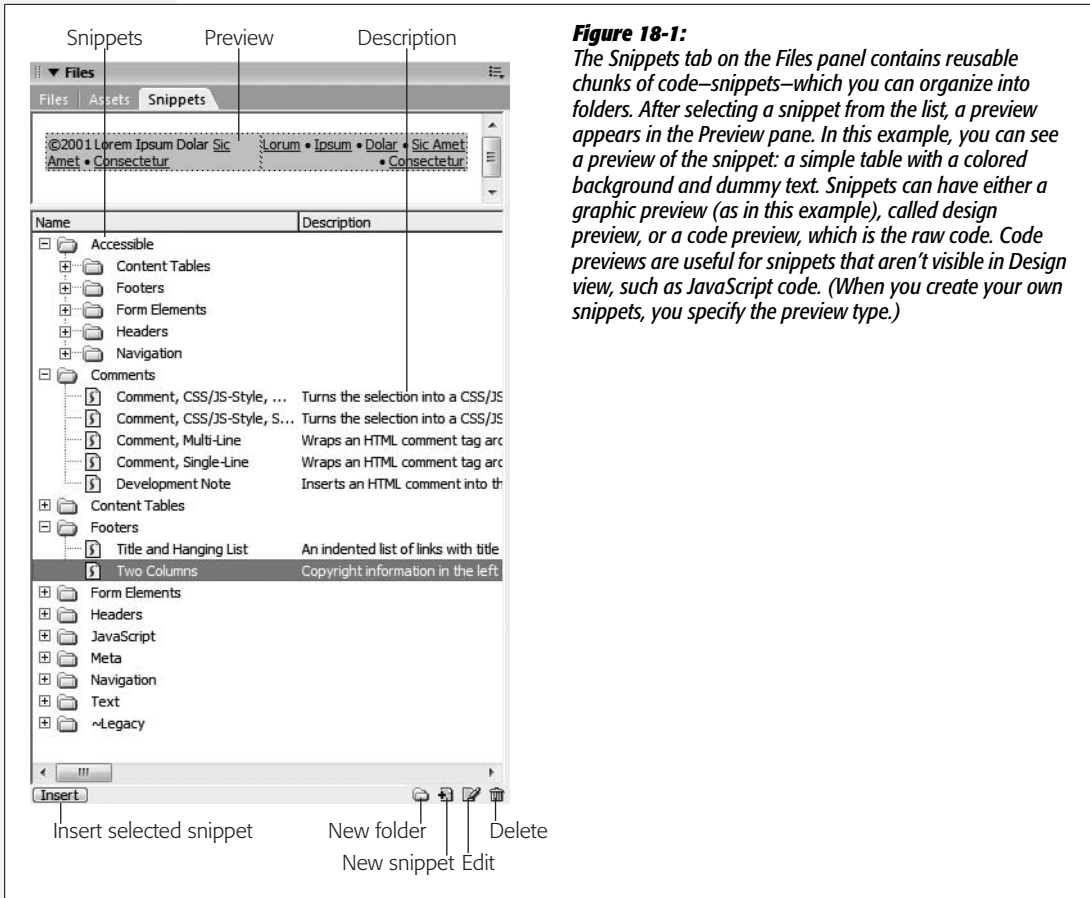 Snippets Preview Description
Files
Files Assets Snippets
©2001 Lorem Ipsum Dolar Sic
Amet • Consectetur
Lorum • Ipsum • Dolar • Sic Amet
• Consectetur
Name Description
Accessible
Content Tables
Footers
Form Elements
Headers
Navigation
Comments
Comment, CSS/JS-Style, ... Turns the selection into a CSS/JS
Comment, CSS/JS-Style, S... Turns the selection into a CSS/JS
Comment, Multi-Line Wraps an HTML comment tag arc
Comment, Single-Line Wraps an HTML comment tag arc
Development Note Inserts an HTML comment into th
Content Tables
Footers
Title and Hanging List An indented list of links with title
Two Columns Copyright information in the left
Form Elements
Headers
JavaScript
Meta
Navigation
Text
~Legacy
Insert
Insert selected snippet New folder Delete
New snippet Edit
Figure 18-1:
The Snippets tab on the Files panel contains reusable
chunks of code—snippets—which you can organize into
folders. After selecting a snippet from the list, a preview
appears in the Preview pane. In this example, you can see
a preview of the snippet: a simple table with a colored
background and dummy text. Snippets can have either a
graphic preview (as in this example), called design
preview, or a code preview, which is the raw code. Code
previews are useful for snippets that aren't visible in Design
view, such as JavaScript code. (When you create your own
snippets, you specify the preview type.)